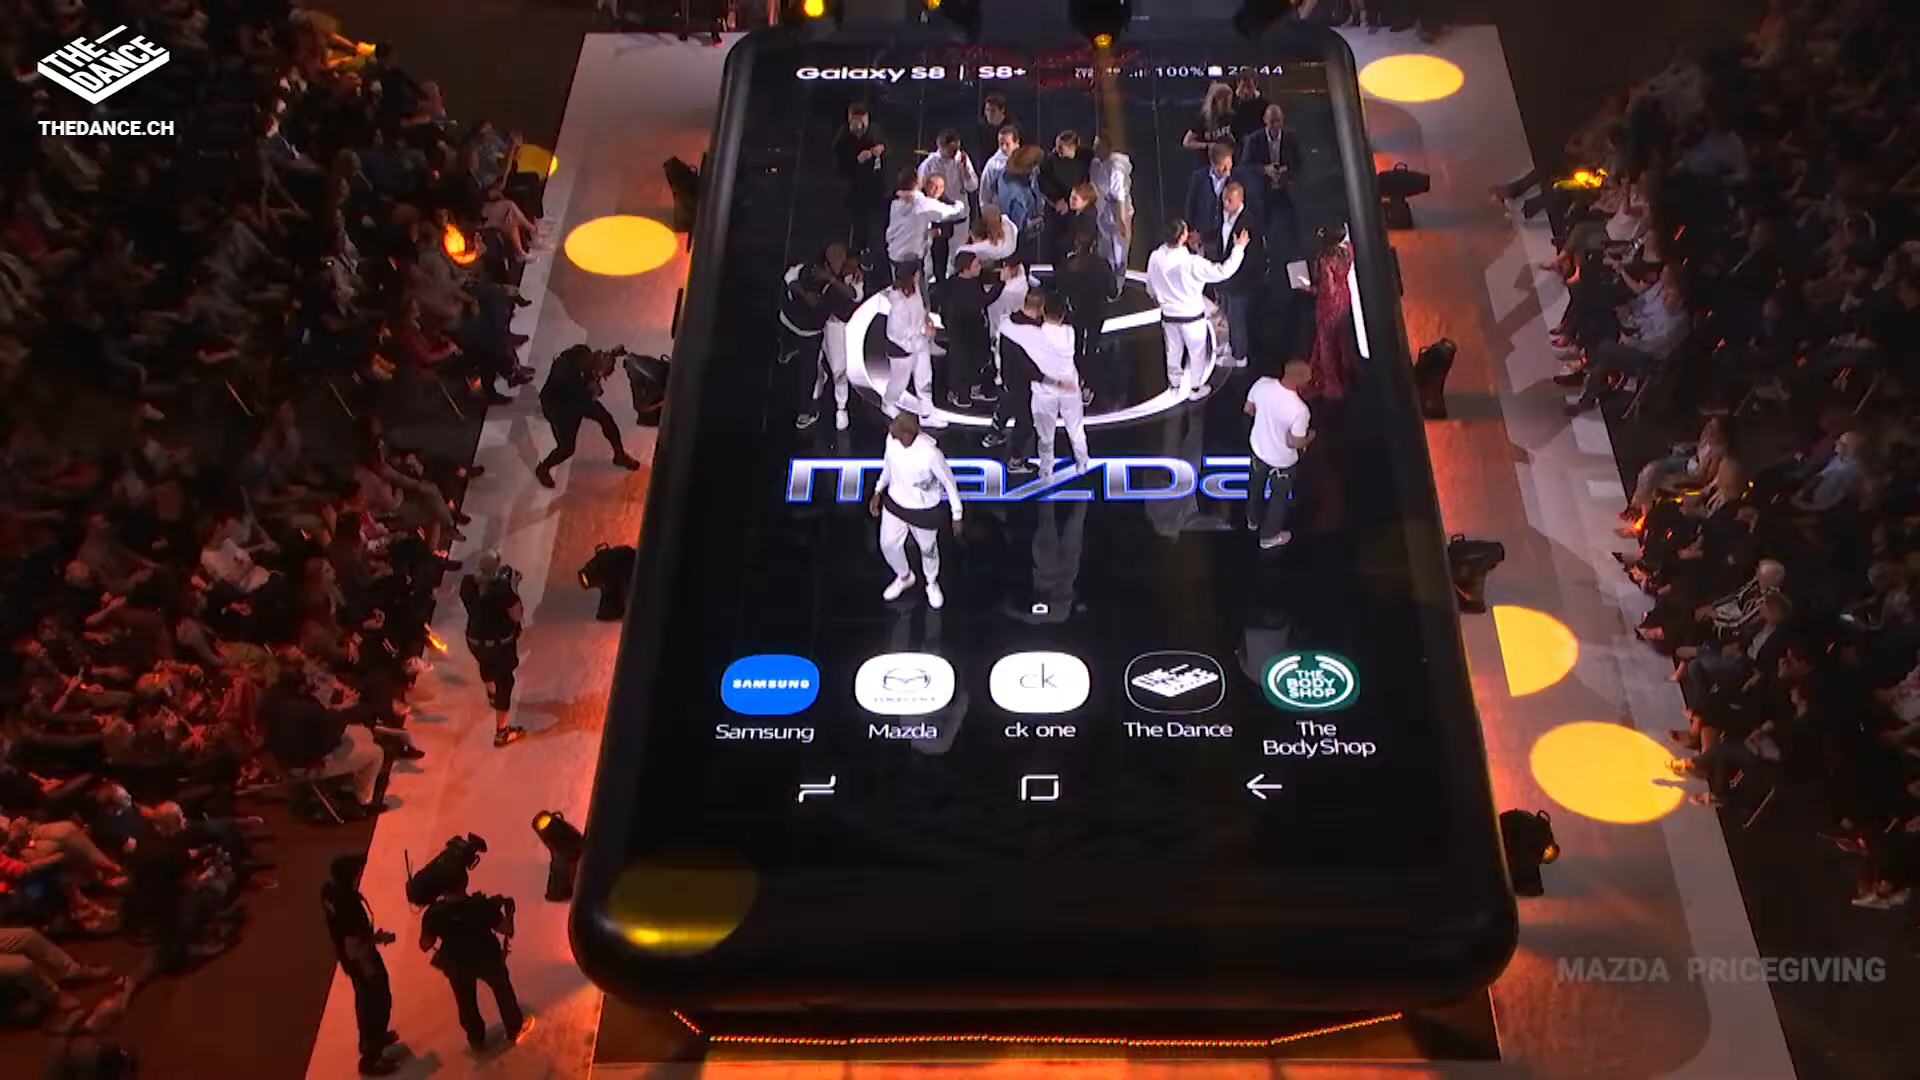 THE DANCE
THEDANCE.CH
Galaxy S8 | S8+
100%
STAFF
mazda
SAMSUNG
ck
THE BODY SHOP
Samsung
Mazda
ck one
The Dance
The
Body Shop
MAZDA PRICEGIVING